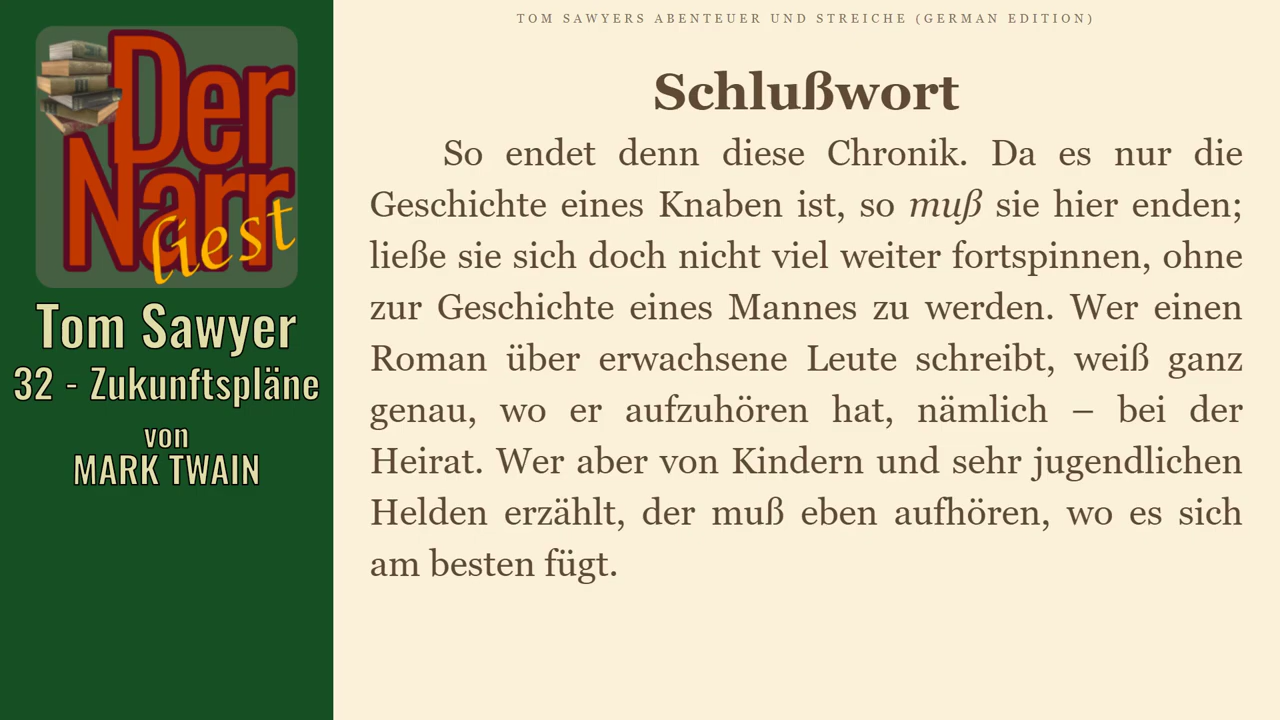 Der
Narr
liest
Tom Sawyer
32 - Zukunftspläne
von
MARK TWAIN
TOM SAWYERS ABENTEUER UND STREICHE (GERMAN EDITION)
Schlußwort
So endet denn diese Chronik. Da es nur die
Geschichte eines Knaben ist, so muß sie hier enden;
ließe sie sich doch nicht viel weiter fortspinnen, ohne
zur Geschichte eines Mannes zu werden. Wer einen
Roman über erwachsene Leute schreibt, weiß ganz
genau, wo er aufzuhören hat, nämlich – bei der
Heirat. Wer aber von Kindern und sehr jugendlichen
Helden erzählt, der muß eben aufhören, wo es sich
am besten fügt.